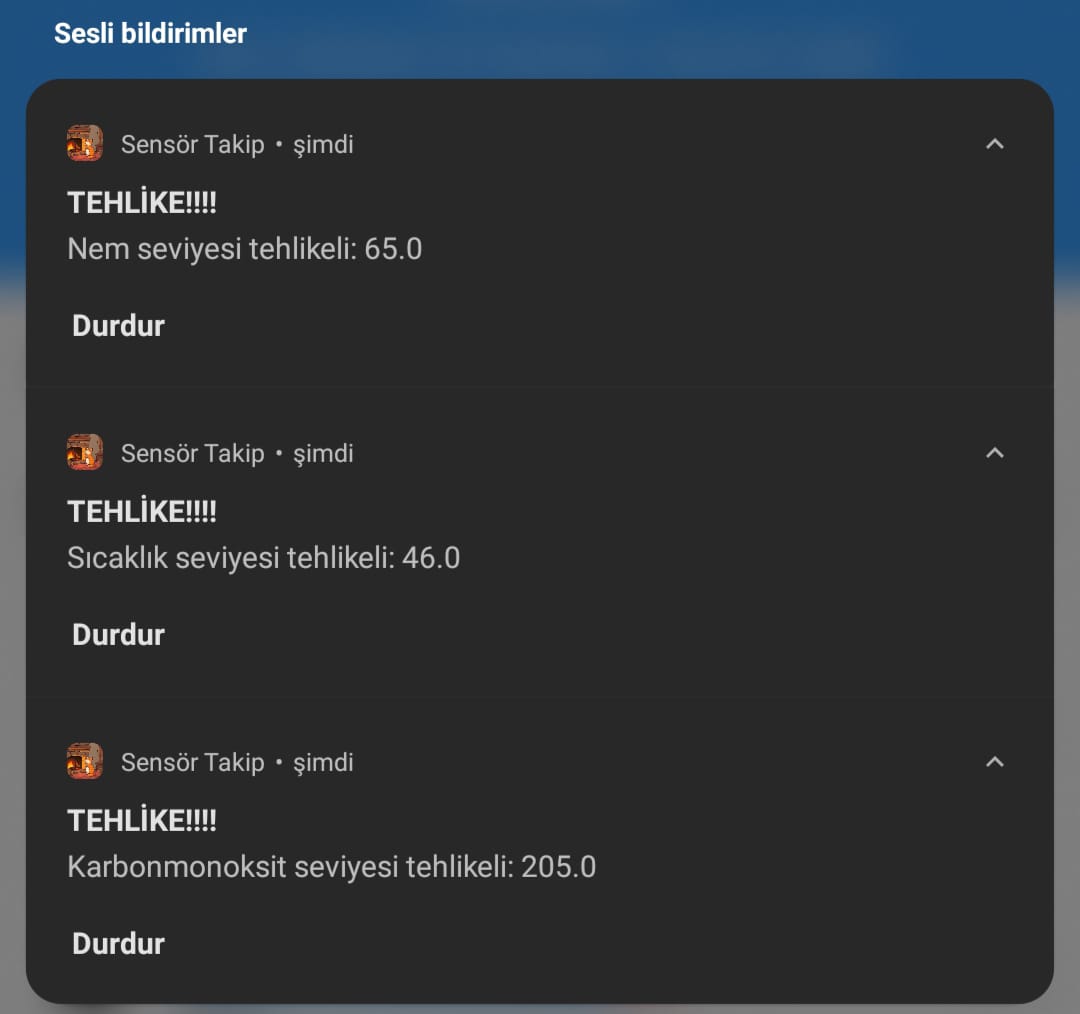 Sesli bildirimler
Sensör Takip • şimdi
TEHLİKE!!!!
Nem seviyesi tehlikeli: 65.0
Durdur
Sensör Takip • şimdi
TEHLİKE!!!!
Sıcaklık seviyesi tehlikeli: 46.0
Durdur
Sensör Takip • şimdi
TEHLİKE!!!!
Karbonmonoksit seviyesi tehlikeli: 205.0
Durdur